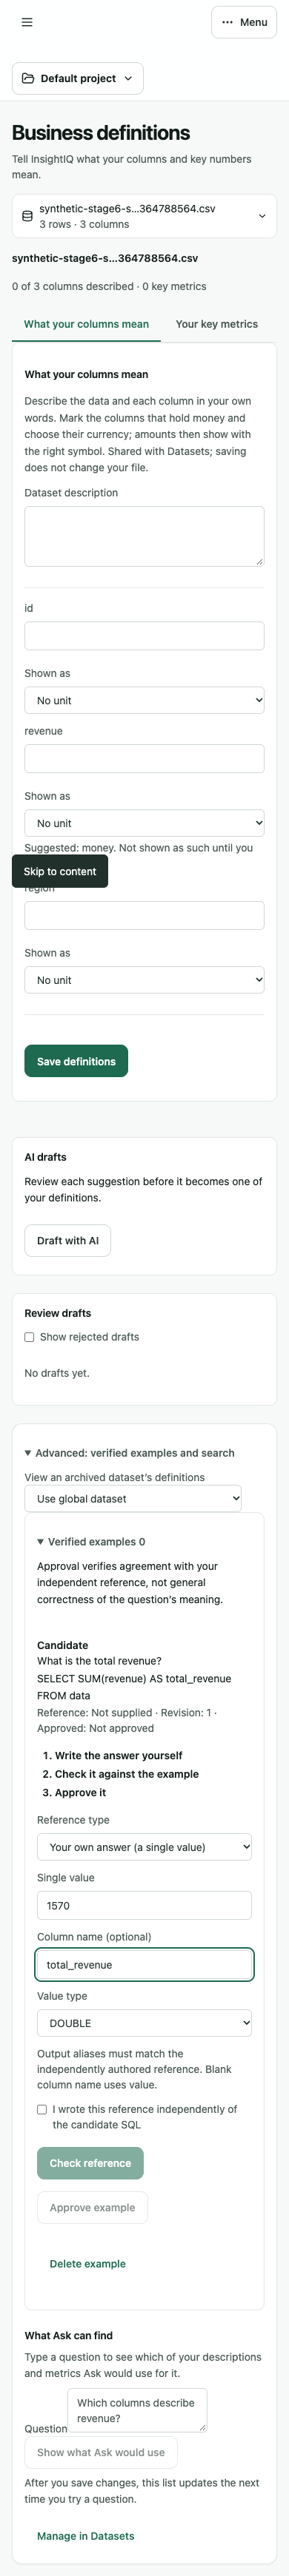 Menu
Default project
Business definitions
Tell InsightIQ what your columns and key numbers
mean.
synthetic-stage6-s...364788564.csv
3 rows · 3 columns
synthetic-stage6-s...364788564.csv
0 of 3 columns described · 0 key metrics
What your columns mean
Your key metrics
What your columns mean
Describe the data and each column in your own
words. Mark the columns that hold money and
choose their currency; amounts then show with
the right symbol. Shared with Datasets; saving
does not change your file.
Dataset description
id
Shown as
No unit
revenue
Shown as
No unit
Suggested: money. Not shown as such until you
Skip to content
region
Shown as
No unit
Save definitions
AI drafts
Review each suggestion before it becomes one of
your definitions.
Draft with AI
Review drafts
Show rejected drafts
No drafts yet.
Advanced: verified examples and search
View an archived dataset's definitions
Use global dataset
Verified examples 0
Approval verifies agreement with your
independent reference, not general
correctness of the question's meaning.
Candidate
What is the total revenue?
SELECT SUM(revenue) AS total_revenue
FROM data
Reference: Not supplied · Revision: 1 ·
Approved: Not approved
1. Write the answer yourself
2. Check it against the example
3. Approve it
Reference type
Your own answer (a single value)
Single value
1570
Column name (optional)
total_revenue
Value type
DOUBLE
Output aliases must match the
independently authored reference. Blank
column name uses value.
I wrote this reference independently of
the candidate SQL
Check reference
Approve example
Delete example
What Ask can find
Type a question to see which of your descriptions
and metrics Ask would use for it.
Which columns describe
revenue?
Question
Show what Ask would use
After you save changes, this list updates the next
time you try a question.
Manage in Datasets